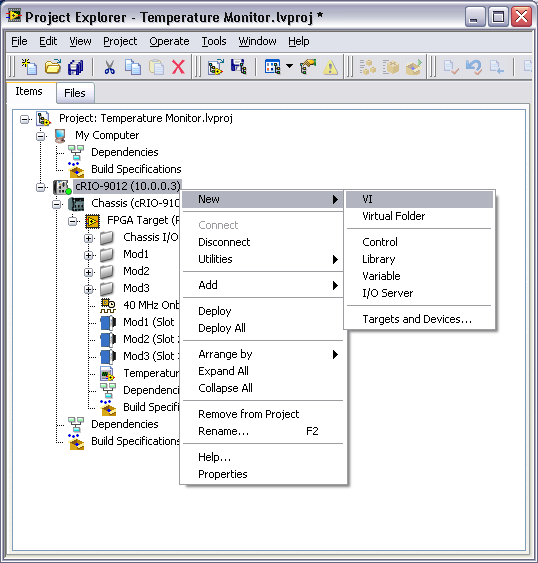 Project Explorer - Temperature Monitor.lvproj *
File Edit View Project Operate Tools Window Help
Items Files
Project: Temperature Monitor.lvproj
My Computer
Dependencies
Build Specifications
cRIO-9012 (10.0.0.3)
Chassis (cRIO-910
FPGA Target (
Chassis I/O
Mod1
Mod2
Mod3
40 MHz Onb
Mod1 (Slot
Mod2 (Slot
Mod3 (Slot
Temperatur
Dependenci
Build Specifi
Dependencies
Build Specifications
New
Connect
Disconnect
Utilities
Add
Deploy
Deploy All
Arrange by
Expand All
Collapse All
Remove from Project
Rename... F2
Help...
Properties
VI
Virtual Folder
Control
Library
Variable
I/O Server
Targets and Devices...